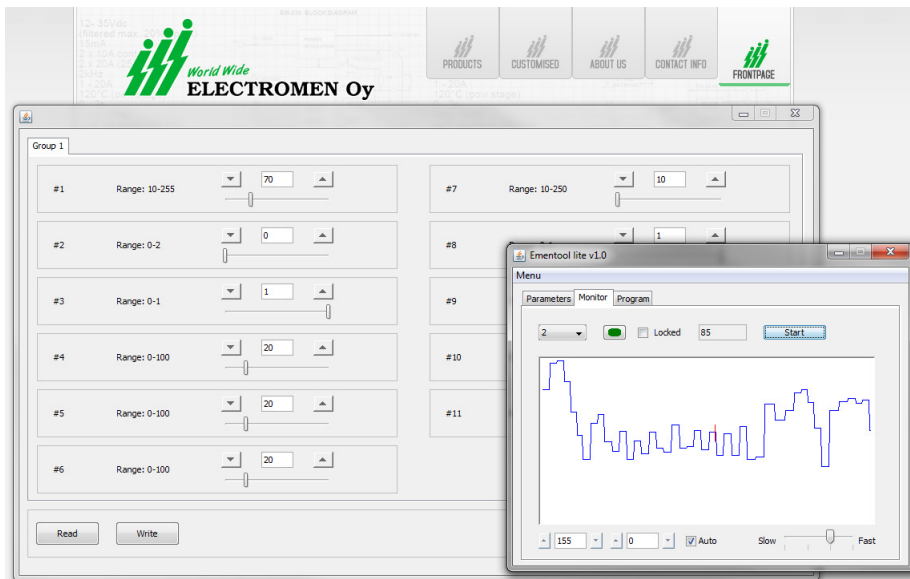 World Wide
ELECTROMEN Oy
PRODUCTS
CUSTOMISED
ABOUT US
CONTACT INFO
FRONTPAGE
Group 1
#1 Range: 10-255 70
#7 Range: 10-250 10
#2 Range: 0-2 0
#8 1
#3 Range: 0-1 1
#9
#4 Range: 0-100 20
#10
#5 Range: 0-100 20
#11
#6 Range: 0-100 20
Read Write
Ementool lite v1.0
Menu
Parameters Monitor Program
2 Locked 85 Start
155 0 Auto Slow Fast